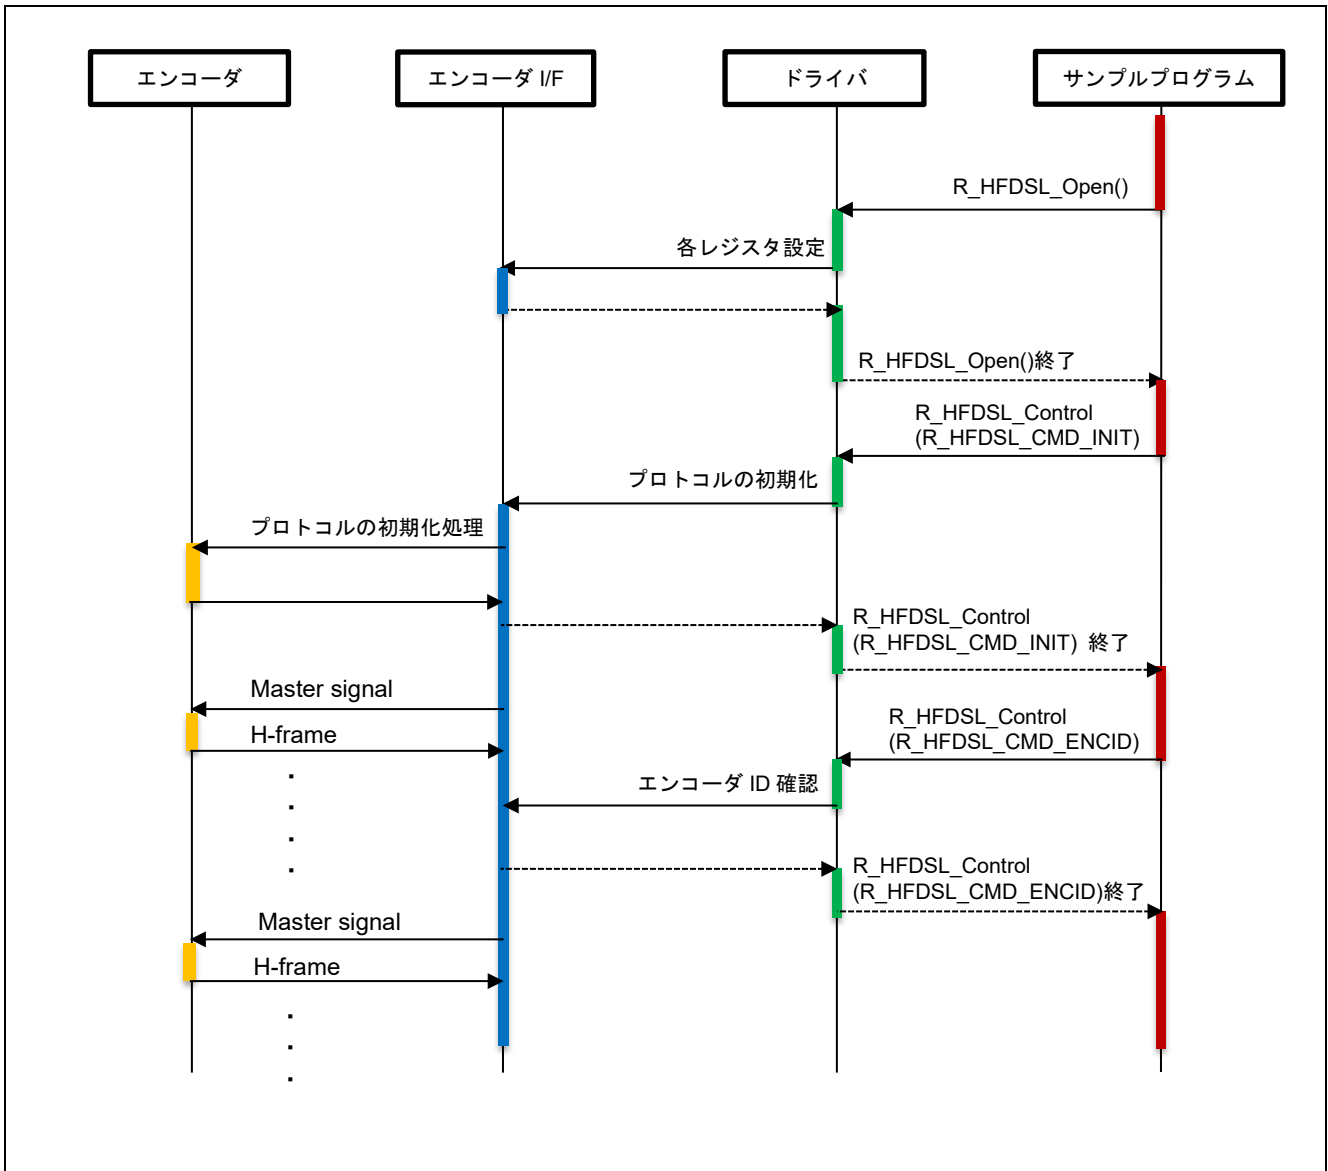 エンコーダ
エンコーダ I/F
ドライバ
サンプルプログラム
R_HFDSL_Open()
各レジスタ設定
R_HFDSL_Open()終了
R_HFDSL_Control
(R_HFDSL_CMD_INIT)
プロトコルの初期化
プロトコルの初期化処理
R_HFDSL_Control
(R_HFDSL_CMD_INIT) 終了
Master signal
R_HFDSL_Control
(R_HFDSL_CMD_ENCID)
H-frame
エンコーダ ID 確認
R_HFDSL_Control
(R_HFDSL_CMD_ENCID)終了
Master signal
H-frame